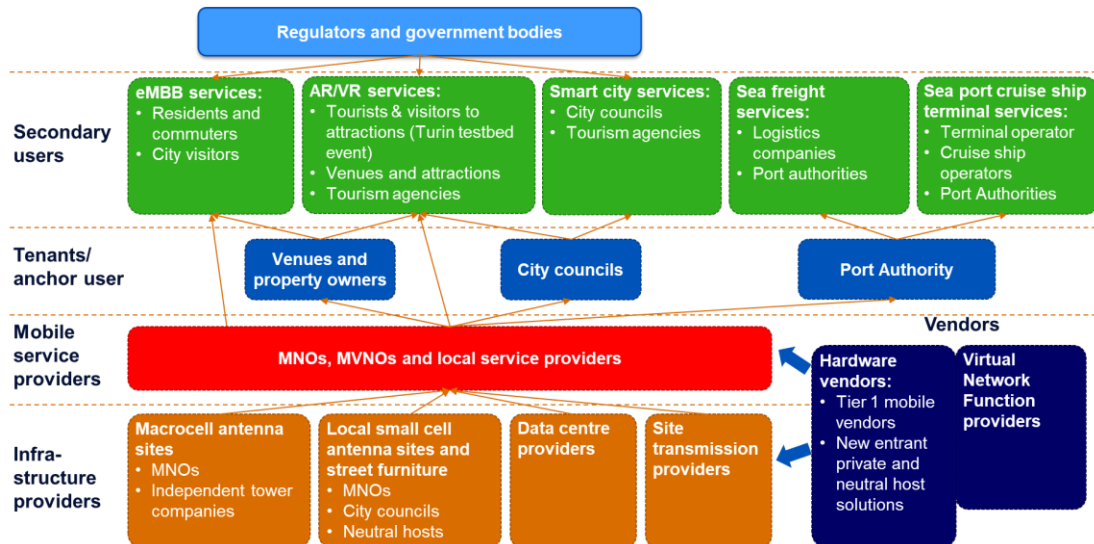 Regulators and government bodies
Secondary
users
eMBB services:
• Residents and
commuters
• City visitors
AR/VR services:
• Tourists & visitors to
attractions (Turin testbed
event)
• Venues and attractions
• Tourism agencies
Smart city services:
• City councils
• Tourism agencies
Sea freight
services:
• Logistics
companies
• Port authorities
Sea port cruise ship
terminal services:
• Terminal operator
• Cruise ship
operators
• Port Authorities
Tenants/
anchor user
Venues and
property owners
City councils
Port Authority
Mobile
service
providers
MNOs, MVNOs and local service providers
Vendors
Hardware
vendors:
• Tier 1 mobile
vendors
• New entrant
private and
neutral host
solutions
Virtual
Network
Function
providers
Infra-
structure
providers
Macrocell antenna
sites
• MNOs
• Independent tower
companies
Local small cell
antenna sites and
street furniture
• MNOs
• City councils
• Neutral hosts
Data centre
providers
Site
transmission
providers